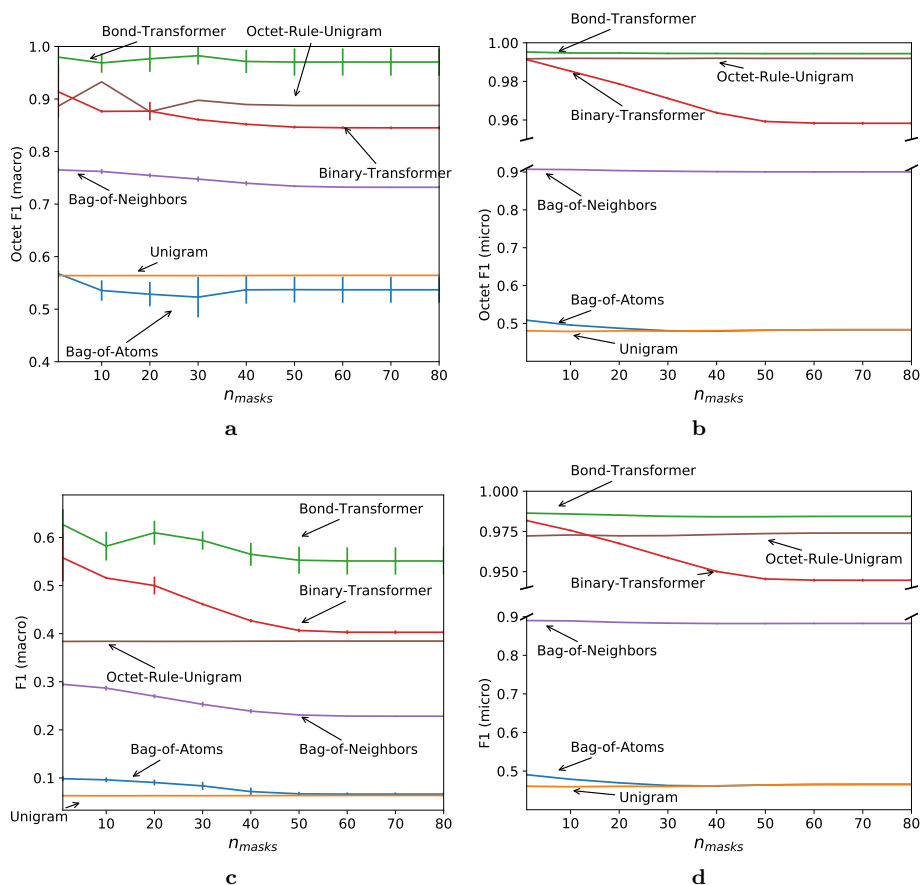 Bond-Transformer
Octet-Rule-Unigram
1.0
0.9
0.8
0.7
0.6
0.5
0.4
Octet F1 (macro)
Binary-Transformer
Bag-of-Neighbors
Unigram
Bag-of-Atoms
10 20 30 40 50 60 70 80
n_masks
a
Bond-Transformer
1.00
0.98
0.96
0.9
0.8
0.7
0.6
0.5
Octet F1 (micro)
Octet-Rule-Unigram
Binary-Transformer
Bag-of-Neighbors
Bag-of-Atoms
Unigram
10 20 30 40 50 60 70 80
n_masks
b
0.6
0.5
0.4
0.3
0.2
0.1
F1 (macro)
Bond-Transformer
Binary-Transformer
Octet-Rule-Unigram
Bag-of-Neighbors
Bag-of-Atoms
Unigram
10 20 30 40 50 60 70 80
n_masks
c
Bond-Transformer
1.000
0.975
0.950
0.9
0.8
0.7
0.6
0.5
F1 (micro)
Octet-Rule-Unigram
Binary-Transformer
Bag-of-Neighbors
Bag-of-Atoms
Unigram
10 20 30 40 50 60 70 80
n_masks
d